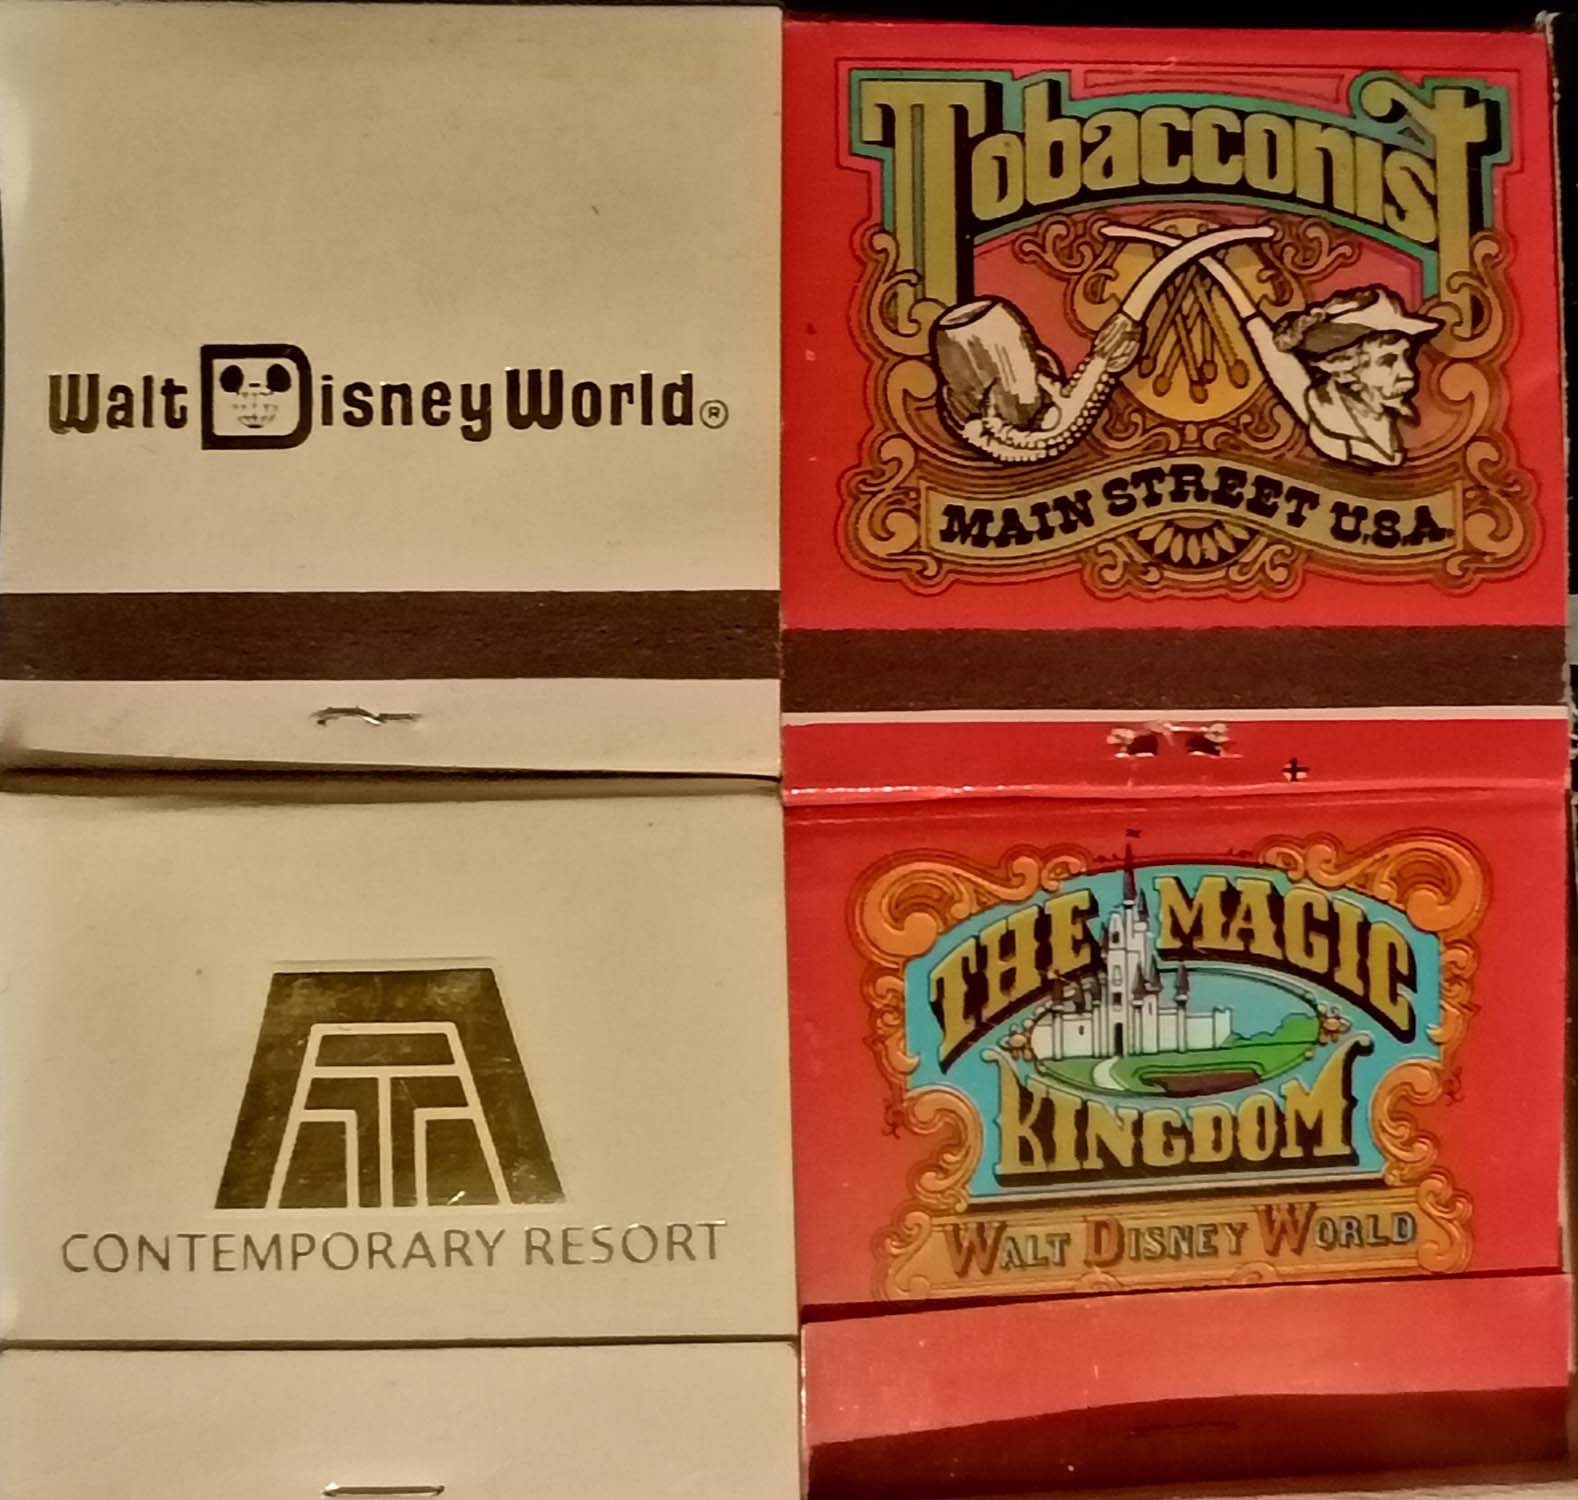 Walt Disney World®
Tobacconist
MAIN STREET U.S.A.
CONTEMPORARY RESORT
THE MAGIC
KINGDOM
WALT DISNEY WORLD